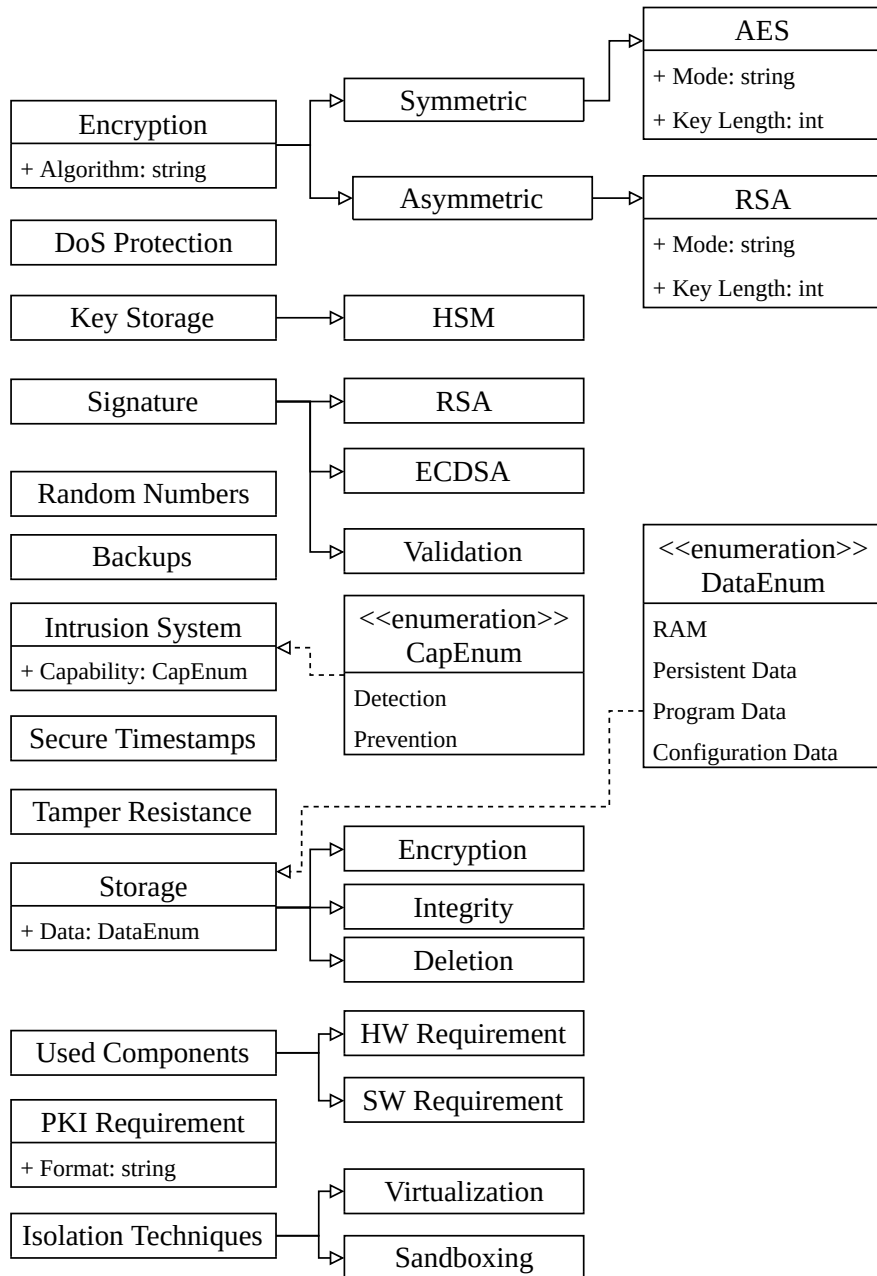 AES
+ Mode: string
+ Key Length: int
Symmetric
Encryption
+ Algorithm: string
Asymmetric
RSA
+ Mode: string
+ Key Length: int
DoS Protection
Key Storage
HSM
Signature
RSA
ECDSA
Random Numbers
Validation
Backups
<<enumeration>>
DataEnum
RAM
Persistent Data
Program Data
Configuration Data
Intrusion System
+ Capability: CapEnum
<<enumeration>>
CapEnum
Detection
Prevention
Secure Timestamps
Tamper Resistance
Storage
+ Data: DataEnum
Encryption
Integrity
Deletion
Used Components
HW Requirement
SW Requirement
PKI Requirement
+ Format: string
Isolation Techniques
Virtualization
Sandboxing